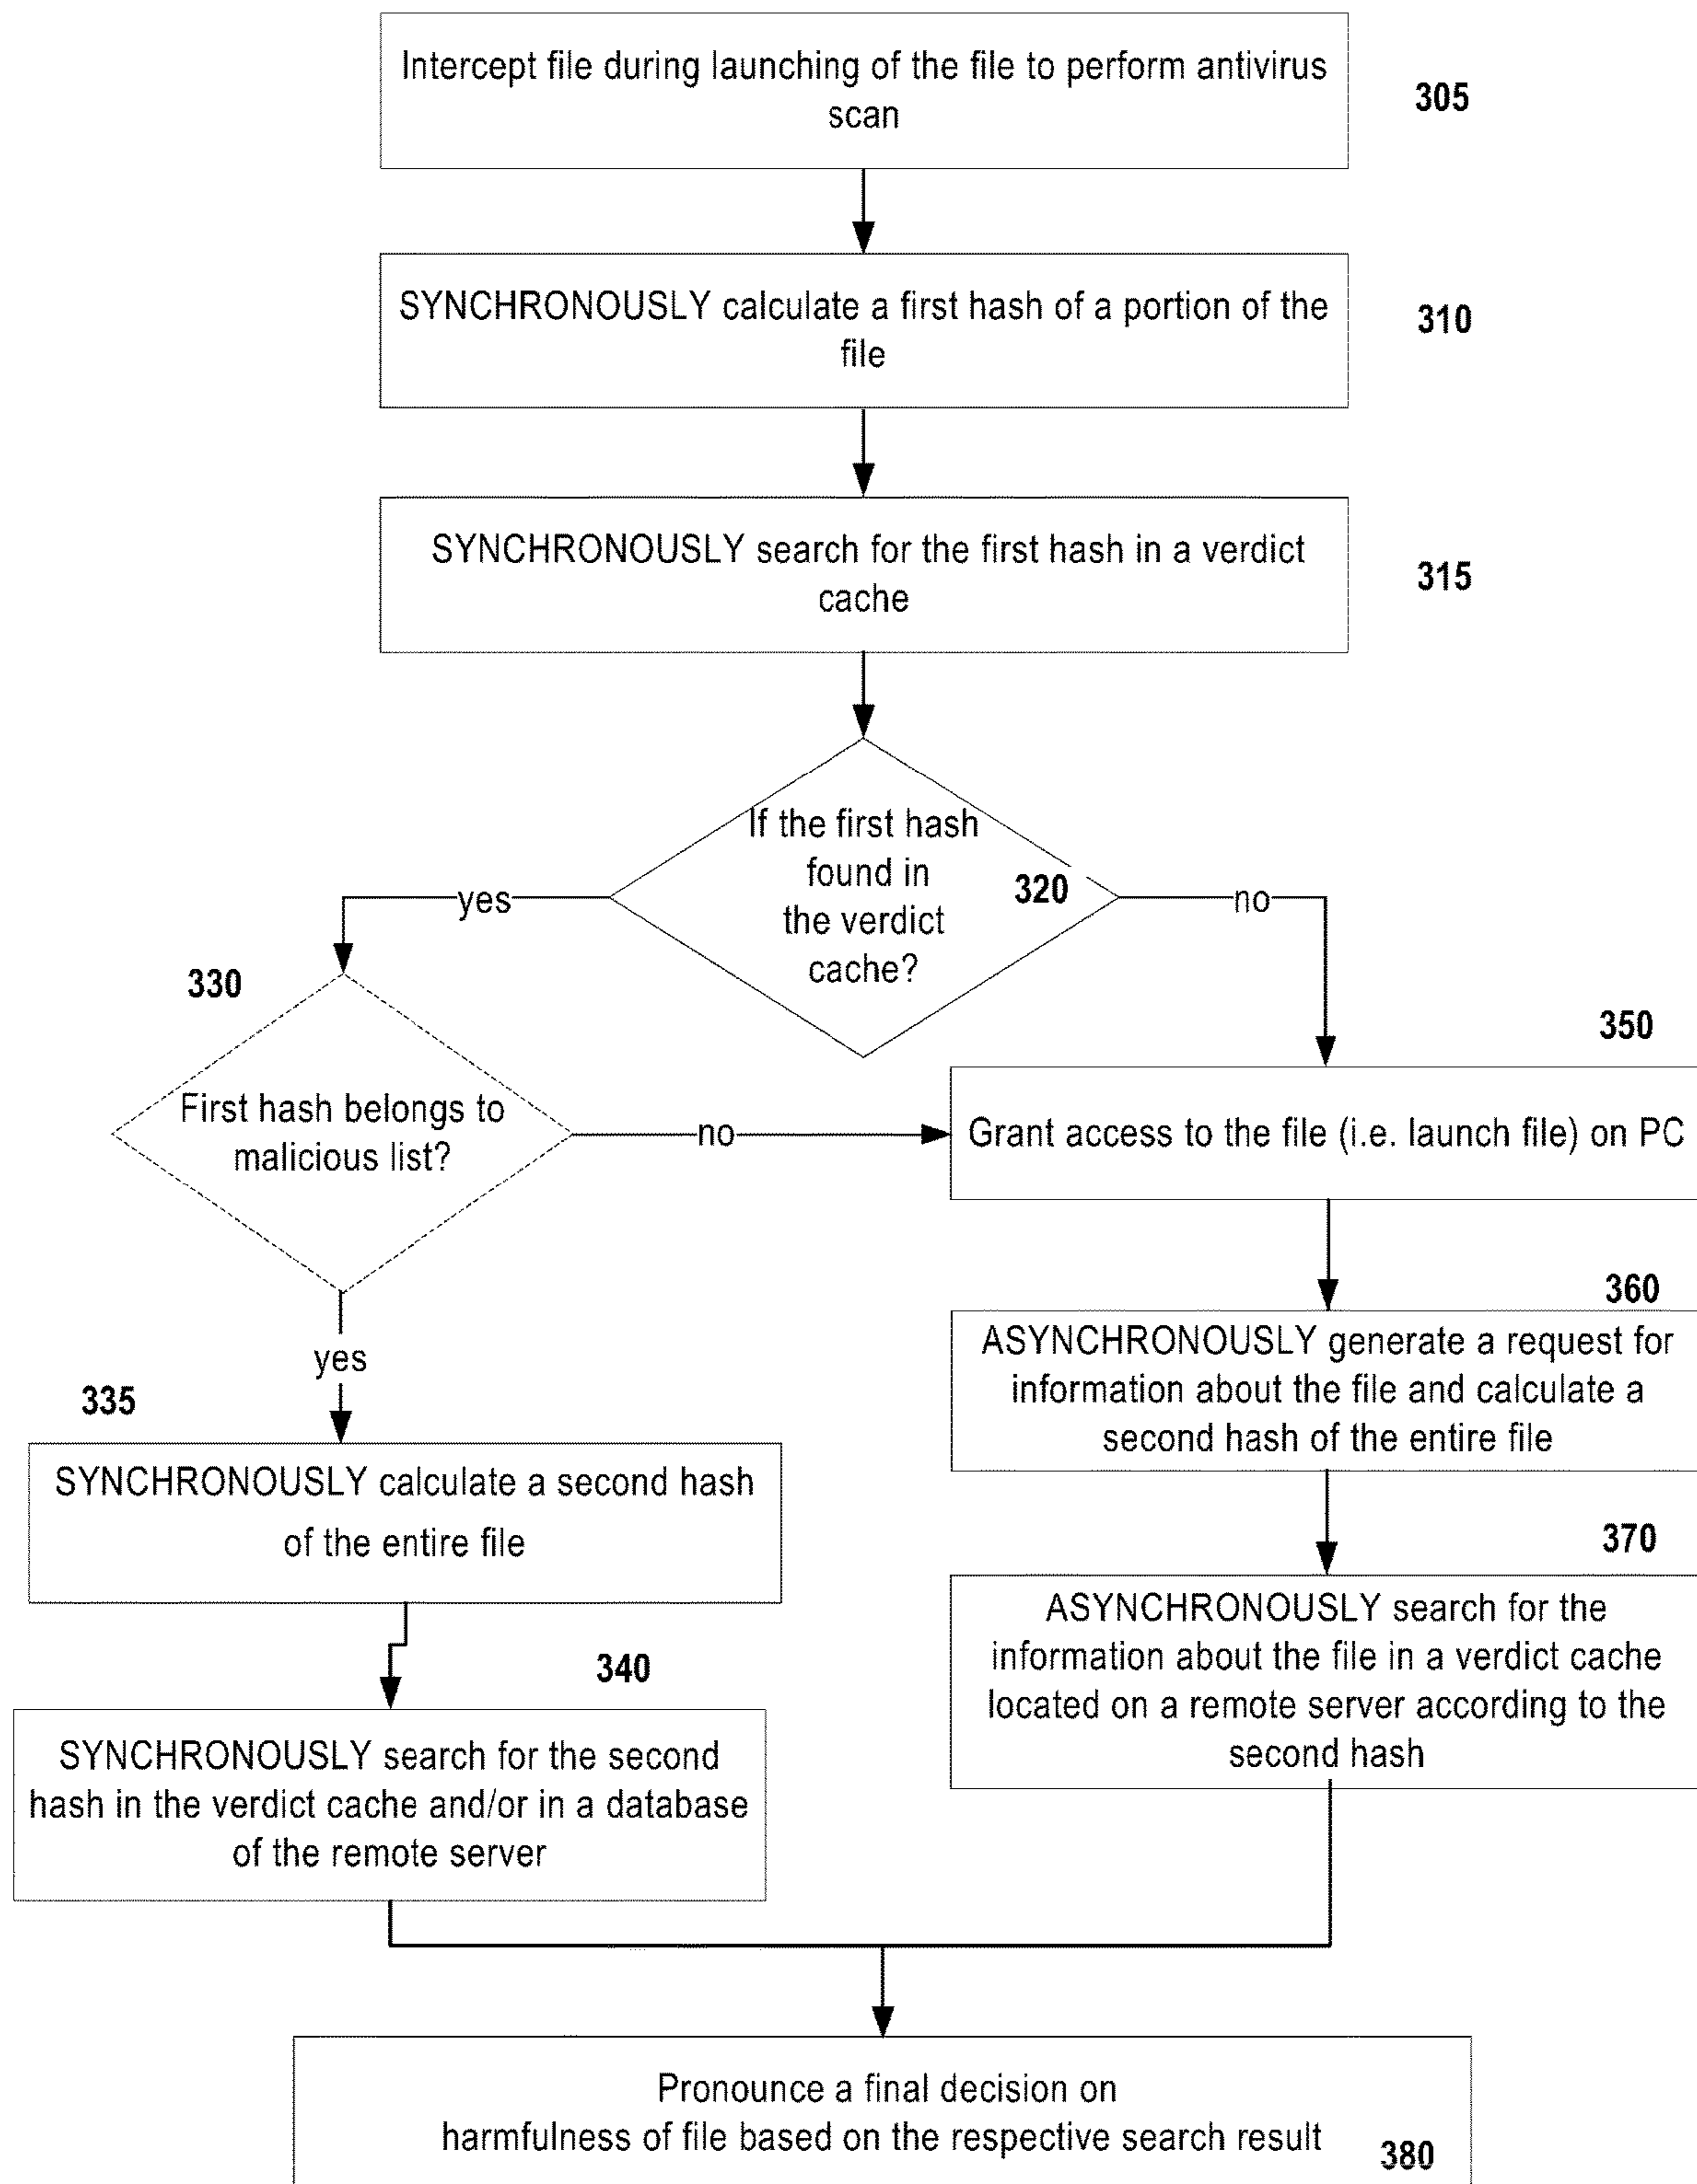 Intercept file during launching of the file to perform antivirus
scan
305
SYNCHRONOUSLY calculate a first hash of a portion of the
file
310
SYNCHRONOUSLY search for the first hash in a verdict
cache
315
If the first hash
found in
the verdict
cache?
320
yes
no
330
First hash belongs to
malicious list?
no
yes
350
Grant access to the file (i.e. launch file) on PC
360
ASYNCHRONOUSLY generate a request for
information about the file and calculate a
second hash of the entire file
335
SYNCHRONOUSLY calculate a second hash
of the entire file
370
ASYNCHRONOUSLY search for the
information about the file in a verdict cache
located on a remote server according to the
second hash
340
SYNCHRONOUSLY search for the second
hash in the verdict cache and/or in a database
of the remote server
Pronounce a final decision on
harmfulness of file based on the respective search result
380